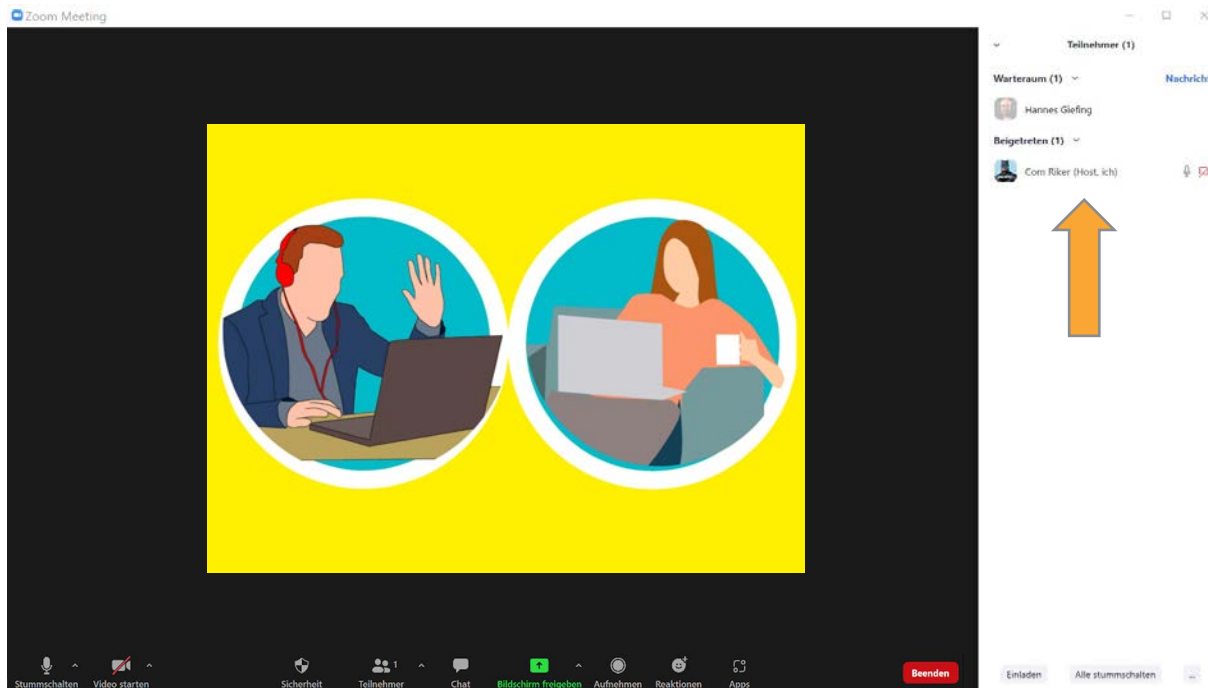 Zoom Meeting
Teilnehmer (1)
Warteraum (1)
Nachricht
Hannes Giefing
Beigetreten (1)
Com Riker (Host, ich)
1
Stummschalten
Video starten
Sicherheit
Teilnehmer
Chat
Bildschirm freigeben
Aufnehmen
Reaktionen
Apps
Beenden
Einladen
Alle stummschalten
...